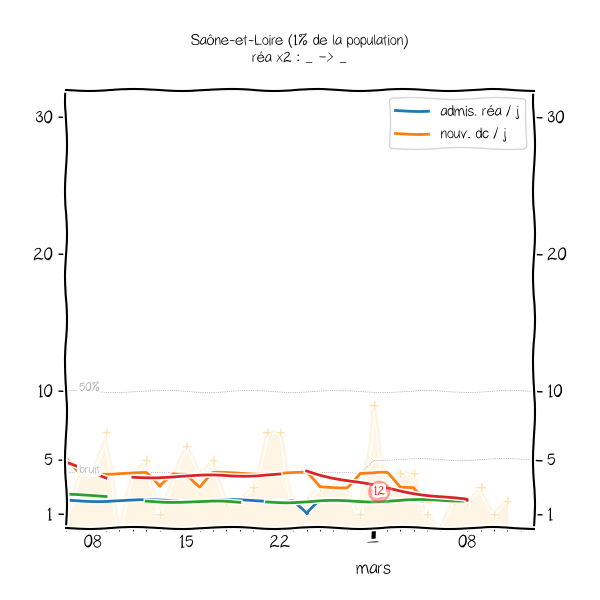 Saône-et-Loire (1% de la population)
réa x2 : _ -> _
admis. réa / j
nouv. dc / j
30
30
20
20
10
50%
10
5
bruit
5
12
1
1
08
15
22
1
08
mars